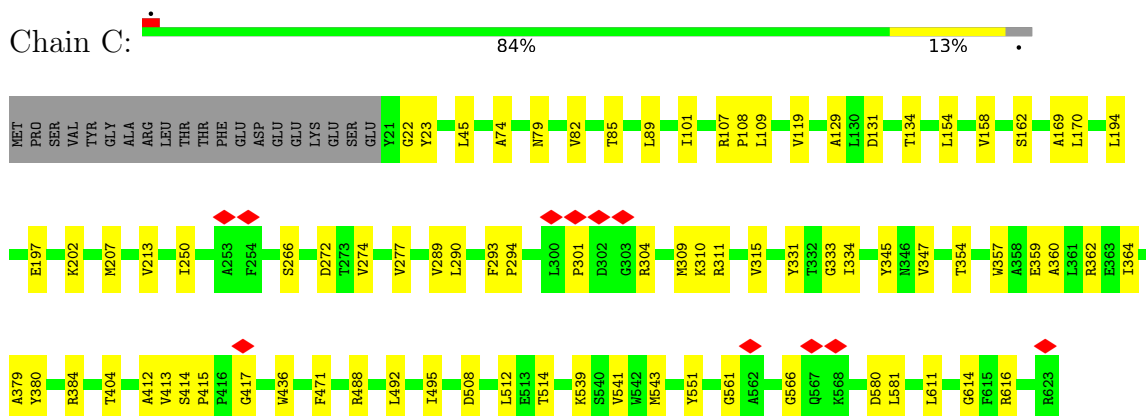 Chain C:
84% 13%
MET PRO SER VAL TYR GLY ALA ARG LEU THR THR PHE GLU ASP GLU GLU LYS GLU SER GLU Y21 G22 Y23 L45 A74 N79 V82 T85 L89 I101 R107 P108 L109 V119 A129 L130 D131 T134 L154 V158 S162 A169 L170 L194
E197 K202 M207 V213 I250 A253 F254 S266 D272 T273 V274 V277 V289 L290 F293 P294 L300 P301 D302 G303 R304 M309 K310 R311 V315 Y331 T332 G333 I334 Y345 N346 V347 T354 W357 A358 E359 A360 L361 R362 E363 I364
A379 Y380 R384 T404 A412 V413 S414 P415 P416 G417 W436 F471 R488 L492 I495 D508 L512 E513 T514 K539 S540 V541 W542 M543 Y551 G561 A562 G566 Q567 K568 D580 L581 L611 G614 F615 R616 R623